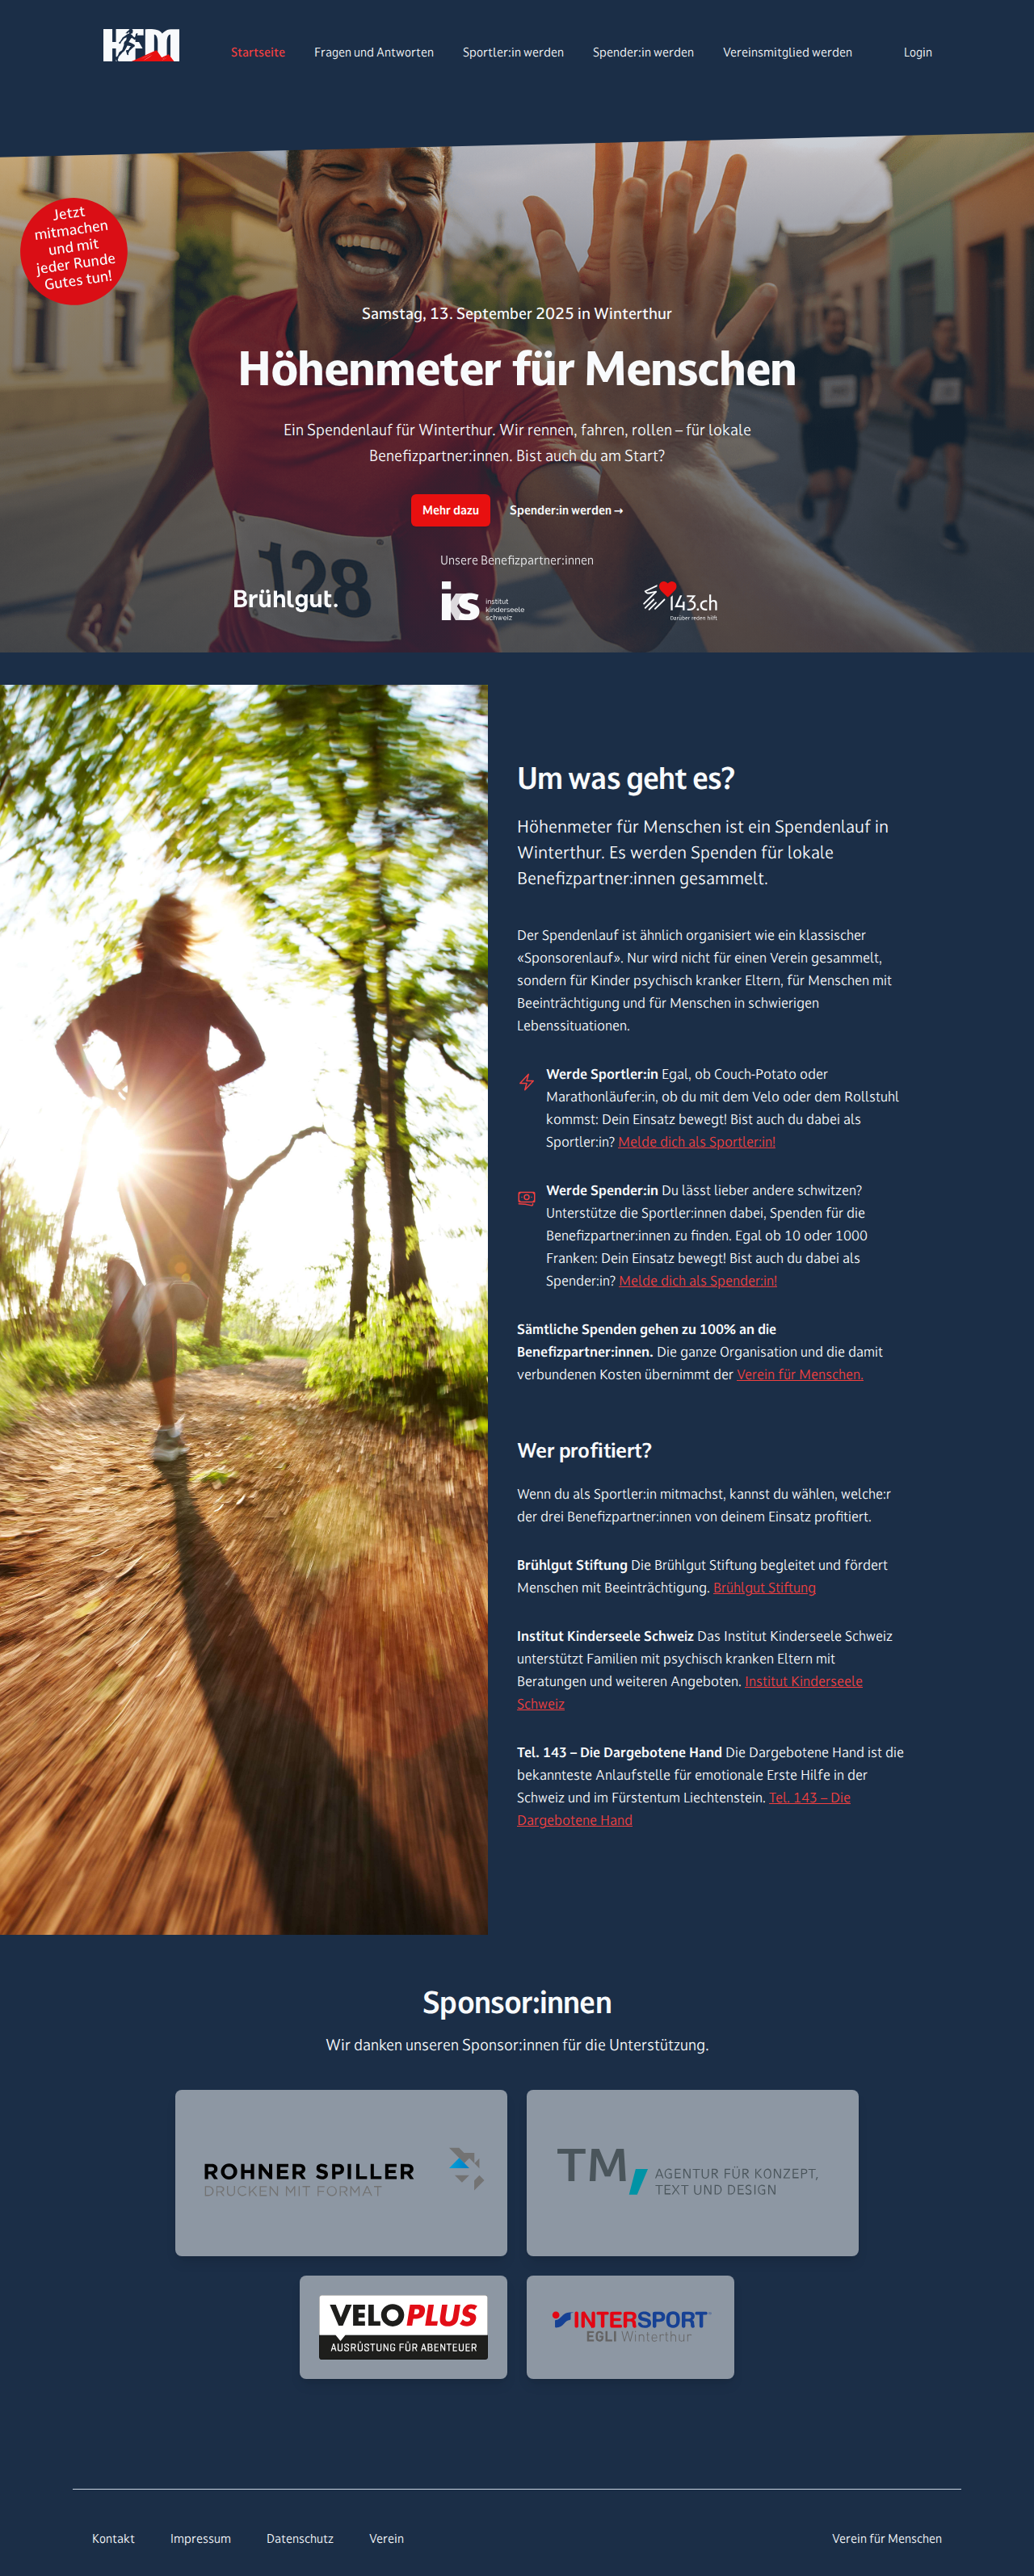 HFM
Startseite
Fragen und Antworten
Sportler:in werden
Spender:in werden
Vereinsmitglied werden
Login
Jetzt
mitmachen
und mit
jeder Runde
Gutes tun!
Samstag, 13. September 2025 in Winterthur
Höhenmeter für Menschen
Ein Spendenlauf für Winterthur. Wir rennen, fahren, rollen – für lokale
Benefizpartner:innen. Bist auch du am Start?
Mehr dazu
Spender:in werden →
128
Unsere Benefizpartner:innen
Brühlgut.
iks
institut
kinderseele
schweiz
143.ch
Darüber reden hilft.
Um was geht es?
Höhenmeter für Menschen ist ein Spendenlauf in
Winterthur. Es werden Spenden für lokale
Benefizpartner:innen gesammelt.
Der Spendenlauf ist ähnlich organisiert wie ein klassischer
«Sponsorenlauf». Nur wird nicht für einen Verein gesammelt,
sondern für Kinder psychisch kranker Eltern, für Menschen mit
Beeinträchtigung und für Menschen in schwierigen
Lebenssituationen.
Werde Sportler:in Egal, ob Couch-Potato oder
Marathonläufer:in, ob du mit dem Velo oder dem Rollstuhl
kommst: Dein Einsatz bewegt! Bist auch du dabei als
Sportler:in? Melde dich als Sportler:in!
Werde Spender:in Du lässt lieber andere schwitzen?
Unterstütze die Sportler:innen dabei, Spenden für die
Benefizpartner:innen zu finden. Egal ob 10 oder 1000
Franken: Dein Einsatz bewegt! Bist auch du dabei als
Spender:in? Melde dich als Spender:in!
Sämtliche Spenden gehen zu 100% an die
Benefizpartner:innen. Die ganze Organisation und die damit
verbundenen Kosten übernimmt der Verein für Menschen.
Wer profitiert?
Wenn du als Sportler:in mitmachst, kannst du wählen, welche:r
der drei Benefizpartner:innen von deinem Einsatz profitiert.
Brühlgut Stiftung Die Brühlgut Stiftung begleitet und fördert
Menschen mit Beeinträchtigung. Brühlgut Stiftung
Institut Kinderseele Schweiz Das Institut Kinderseele Schweiz
unterstützt Familien mit psychisch kranken Eltern mit
Beratungen und weiteren Angeboten. Institut Kinderseele
Schweiz
Tel. 143 – Die Dargebotene Hand Die Dargebotene Hand ist die
bekannteste Anlaufstelle für emotionale Erste Hilfe in der
Schweiz und im Fürstentum Liechtenstein. Tel. 143 – Die
Dargebotene Hand
Sponsor:innen
Wir danken unseren Sponsor:innen für die Unterstützung.
ROHNER SPILLER
DRUCKEN MIT FORMAT
TM
AGENTUR FÜR KONZEPT,
TEXT UND DESIGN
VELOPLUS
AUSRÜSTUNG FÜR ABENTEUER
INTERSPORT
EGLI Winterthur
Kontakt
Impressum
Datenschutz
Verein
Verein für Menschen